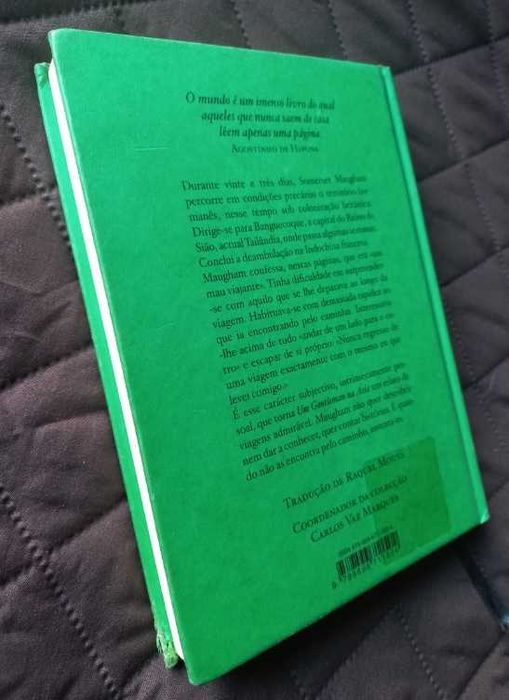 O mundo é um imenso livro do qual
aqueles que nunca saem de casa
lêem apenas uma página.
Agostinho de Hipona
Durante vinte e três dias, Somerset Maugham
percorre em condições precárias o território bir-
manês, nesse tempo sob colonização britânica.
Dirige-se para Banguecoque, a capital do Reino do
Sião, actual Tailândia, onde passa algumas semanas.
Conclui a deambulação na Indochina francesa.
Maugham confessa, nestas páginas, que era «um
mau viajante». Tinha dificuldade em surpreender-
-se com aquilo que se lhe deparava ao longo da
viagem. Habituava-se com demasiada rapidez ao
que ia encontrando pelo caminho. Interessava-
-lhe acima de tudo «andar de um lado para o ou-
tro» e escapar de si próprio: «Nunca regresso de
uma viagem exactamente com o mesmo eu que
levei comigo.»
É esse carácter subjectivo, intrinsecamente pes-
soal, que torna Um Gentleman na Ásia um relato de
viagens admirável. Maugham não quer descobrir
nem dar a conhecer, quer contar histórias. E quan-
do não as encontra pelo caminho, inventa-as.
Tradução de Raquel Mouta
Coordenador da colecção
Carlos Vaz Marques